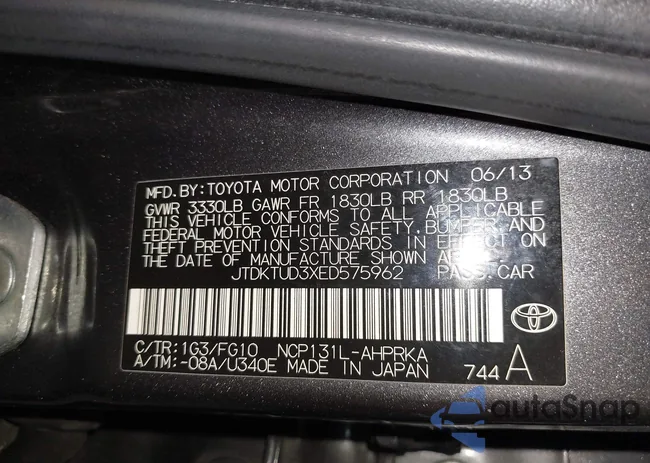 MFD. BY: TOYOTA MOTOR CORPORATION 06/13
GVWR 3330LB GAWR FR 1830LB RR 1830LB
THIS VEHICLE CONFORMS TO ALL APPLICABLE
FEDERAL MOTOR VEHICLE SAFETY, BUMPER, AND
THEFT PREVENTION STANDARDS IN EFFECT ON
THE DATE OF MANUFACTURE SHOWN ABOVE.
JTDKTUD3XED575962 PASS. CAR
C/TR: 1G3/FG10 NCP131L-AHPRKA
A/TM: -08A/U340E MADE IN JAPAN 744 A
autoSnap